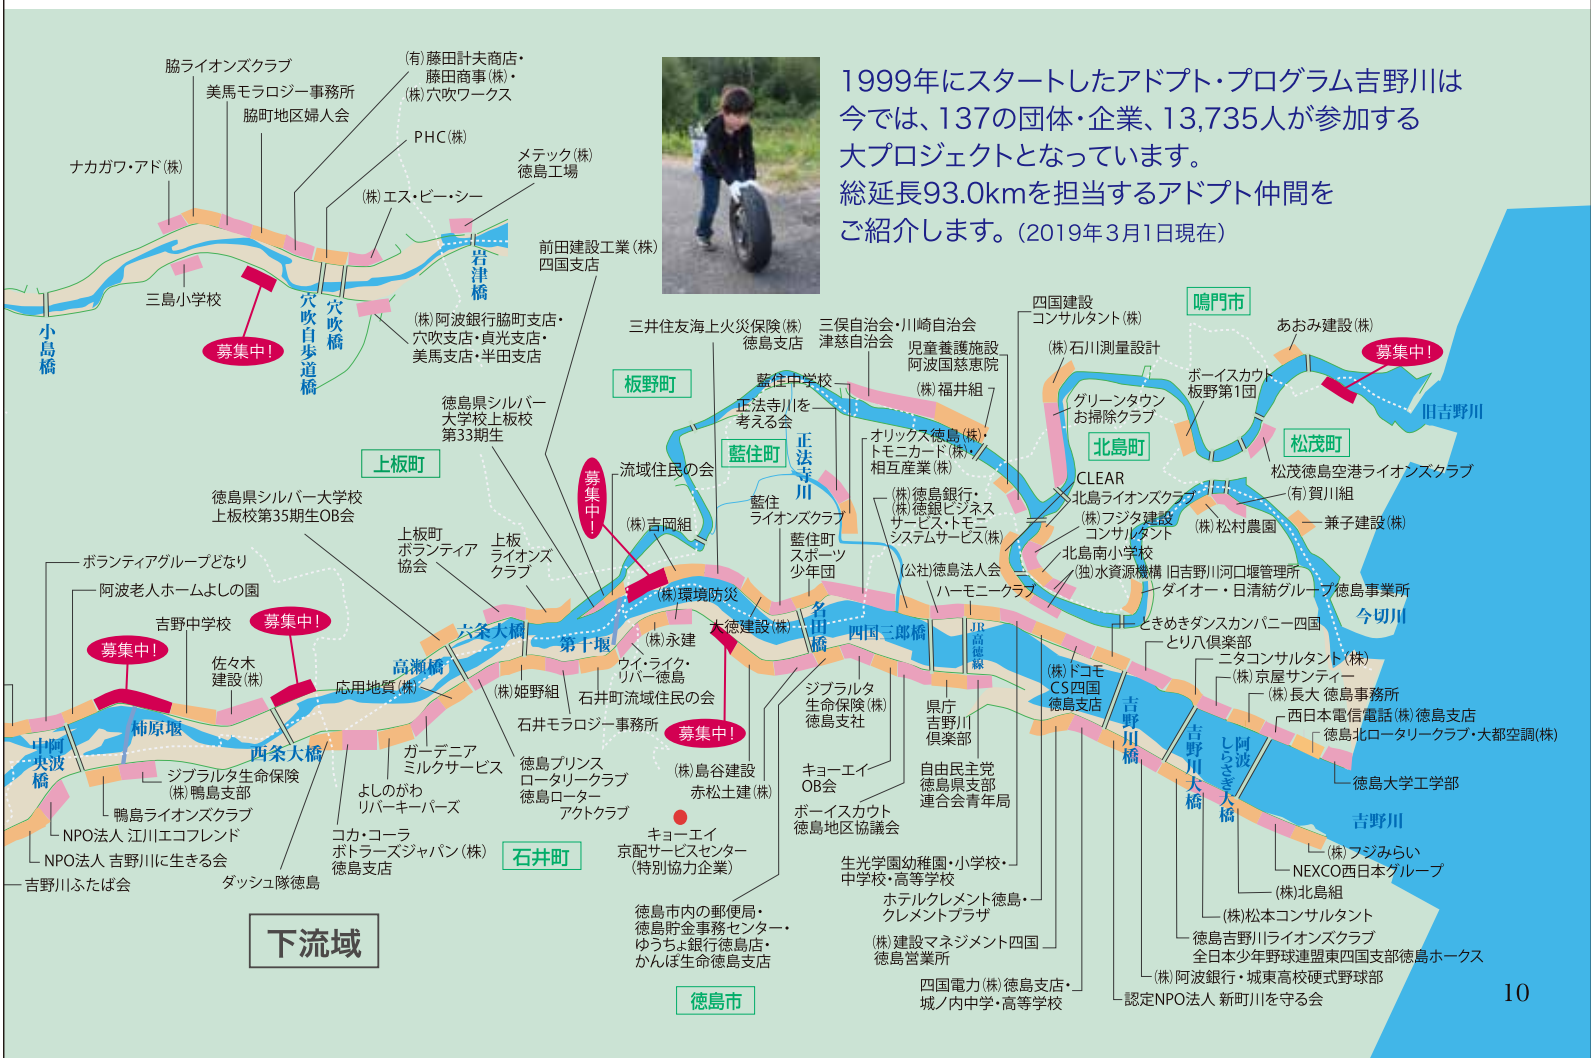 1999年にスタートしたアドプト・プログラム吉野川は
今では、137の団体・企業、13,735人が参加する
大プロジェクトとなっています。
総延長93.0kmを担当するアドプト仲間を
ご紹介します。（2019年3月1日現在）
脇ライオンズクラブ
美馬モラロジー事務所
脇町地区婦人会
ナカガワ・アド（株）
（有）藤田計夫商店・
藤田商事（株）・
（株）穴吹ワークス
PHC（株）
（株）エス・ビー・シー
メテック（株）
徳島工場
三島小学校
募集中！
小島橋
穴吹自歩道橋
穴吹橋
岩津橋
（株）阿波銀行脇町支店・
穴吹支店・貞光支店・
美馬支店・半田支店
前田建設工業（株）
四国支店
三井住友海上火災保険（株）
徳島支店
三俣自治会・川崎自治会
津慈自治会
児童養護施設
阿波国慈恵院
（株）福井組
四国建設
コンサルタント（株）
（株）石川測量設計
鳴門市
あおみ建設（株）
募集中！
ボーイスカウト
板野第1団
旧吉野川
板野町
藍住中学校
正法寺川を
考える会
グリーンタウン
お掃除クラブ
北島町
松茂町
松茂徳島空港ライオンズクラブ
（有）賀川組
（株）松村農園
兼子建設（株）
徳島県シルバー
大学校上板校
第33期生
上板町
藍住町
正法寺川
オリックス徳島（株）・
トモニカード（株）・
相互産業（株）
流域住民の会
募集中！
徳島県シルバー大学校
上板校第35期生OB会
藍住
ライオンズクラブ
（株）徳島銀行・
（株）徳銀ビジネス
サービス・トモニ
システムサービス（株）
CLEAR
北島ライオンズクラブ
（株）フジタ建設
コンサルタント
北島南小学校
（独）水資源機構 旧吉野川河口堰管理所
ダイオー・日清紡グループ徳島事業所
今切川
（株）吉岡組
上板町
ボランティア
協会
上板
ライオンズ
クラブ
藍住町
スポーツ
少年団
（公社）徳島法人会
ハーモニークラブ
ボランティアグループどなり
阿波老人ホームよしの園
吉野中学校
募集中！
募集中！
佐々木
建設（株）
（株）環境防災
大徳建設（株）
名田橋
四国三郎橋
JR高徳線
ときめきダンスカンパニー四国
とり八倶楽部
ニタコンサルタント（株）
（株）京屋サンティー
（株）長大 徳島事務所
西日本電信電話（株）徳島支店
徳島北ロータリークラブ・大都空調(株)
徳島大学工学部
六条大橋
第十堰
高瀬橋
応用地質（株）
（株）永建
ウイ・ライク・
リバー徳島
（株）姫野組
石井町流域住民の会
石井モラロジー事務所
募集中！
ジブラルタ
生命保険（株）
徳島支社
県庁
吉野川
倶楽部
（株）ドコモ
CS四国
徳島支店
吉野川橋
吉野川大橋
阿波しらさぎ大橋
吉野川
阿波中央橋
柿原堰
西条大橋
ジブラルタ生命保険
（株）鴨島支部
鴨島ライオンズクラブ
NPO法人 江川エコフレンド
NPO法人 吉野川に生きる会
吉野川ふたば会
ガーデニア
ミルクサービス
よしのがわ
リバーキーパーズ
コカ・コーラ
ボトラーズジャパン（株）
徳島支店
ダッシュ隊徳島
徳島プリンス
ロータリークラブ
徳島ローター
アクトクラブ
石井町
（株）島谷建設
赤松土建（株）
キョーエイ
京配サービスセンター
（特別協力企業）
キョーエイ
OB会
ボーイスカウト
徳島地区協議会
自由民主党
徳島県支部
連合会青年局
生光学園幼稚園・小学校・
中学校・高等学校
ホテルクレメント徳島・
クレメントプラザ
（株）建設マネジメント四国
徳島営業所
四国電力（株）徳島支店・
城ノ内中学・高等学校
徳島市内の郵便局・
徳島貯金事務センター・
ゆうちょ銀行徳島店・
かんぽ生命徳島支店
徳島市
（株）フジみらい
NEXCO西日本グループ
（株）北島組
（株）松本コンサルタント
徳島吉野川ライオンズクラブ
全日本少年野球連盟東四国支部徳島ホークス
（株）阿波銀行・城東高校硬式野球部
認定NPO法人 新町川を守る会
下流域
10